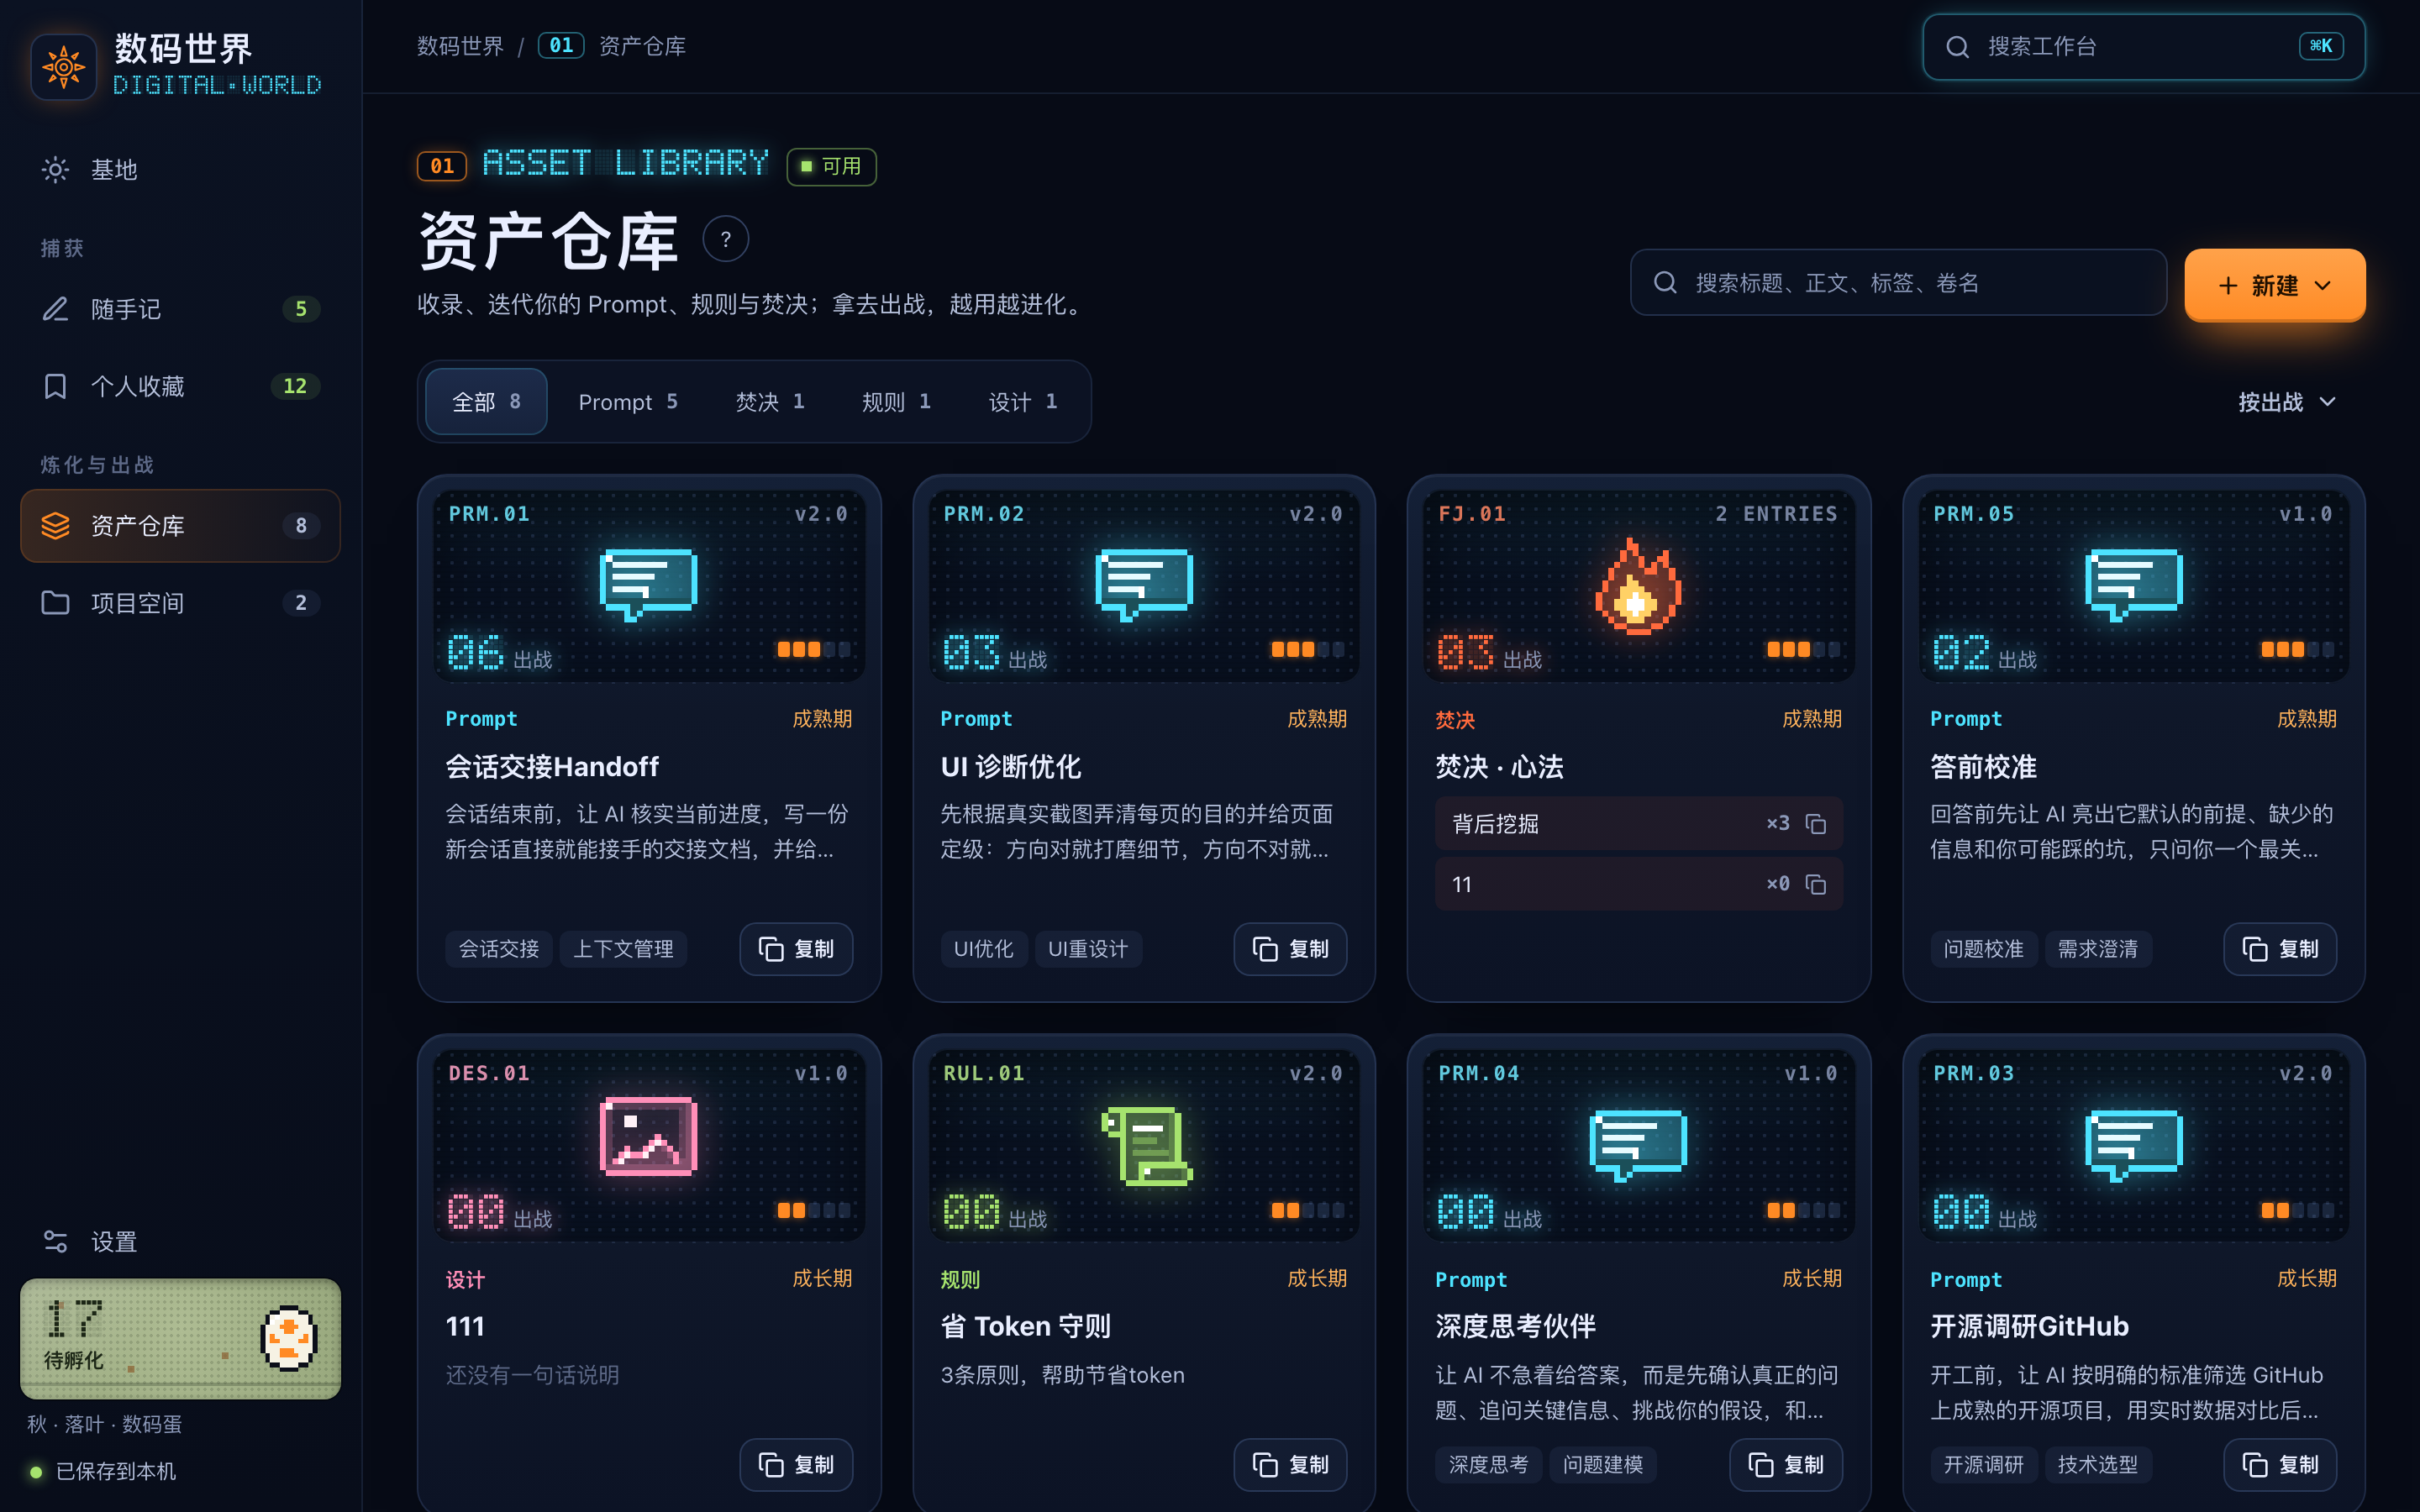 数码世界
DIGITAL·WORLD
基地
捕获
随手记 5
个人收藏 12
炼化与出战
资产仓库 8
项目空间 2
设置
17
待孵化
秋 · 落叶 · 数码蛋
已保存到本机
数码世界 / 01 资产仓库
搜索工作台 ⌘K
01 ASSET LIBRARY 可用
资产仓库 ?
收录、迭代你的 Prompt、规则与焚决；拿去出战，越用越进化。
搜索标题、正文、标签、卷名
新建
全部 8 Prompt 5 焚决 1 规则 1 设计 1
按出战
PRM.01 v2.0
06 出战
Prompt 成熟期
会话交接Handoff
会话结束前，让 AI 核实当前进度，写一份
新会话直接就能接手的交接文档，并给...
会话交接 上下文管理 复制
PRM.02 v2.0
03 出战
Prompt 成熟期
UI 诊断优化
先根据真实截图弄清每页的目的并给页面
定级：方向对就打磨细节，方向不对就...
UI优化 UI重设计 复制
FJ.01 2 ENTRIES
03 出战
焚决 成熟期
焚决 · 心法
背后挖掘 ×3
11 ×0
PRM.05 v1.0
02 出战
Prompt 成熟期
答前校准
回答前先让 AI 亮出它默认的前提、缺少的
信息和你可能踩的坑，只问你一个最关...
问题校准 需求澄清 复制
DES.01 v1.0
00 出战
设计 成长期
111
还没有一句话说明
复制
RUL.01 v2.0
00 出战
规则 成长期
省 Token 守则
3条原则，帮助节省token
复制
PRM.04 v1.0
00 出战
Prompt 成长期
深度思考伙伴
让 AI 不急着给答案，而是先确认真正的问
题、追问关键信息、挑战你的假设，和...
深度思考 问题建模 复制
PRM.03 v2.0
00 出战
Prompt 成长期
开源调研GitHub
开工前，让 AI 按明确的标准筛选 GitHub
上成熟的开源项目，用实时数据对比后...
开源调研 技术选型 复制